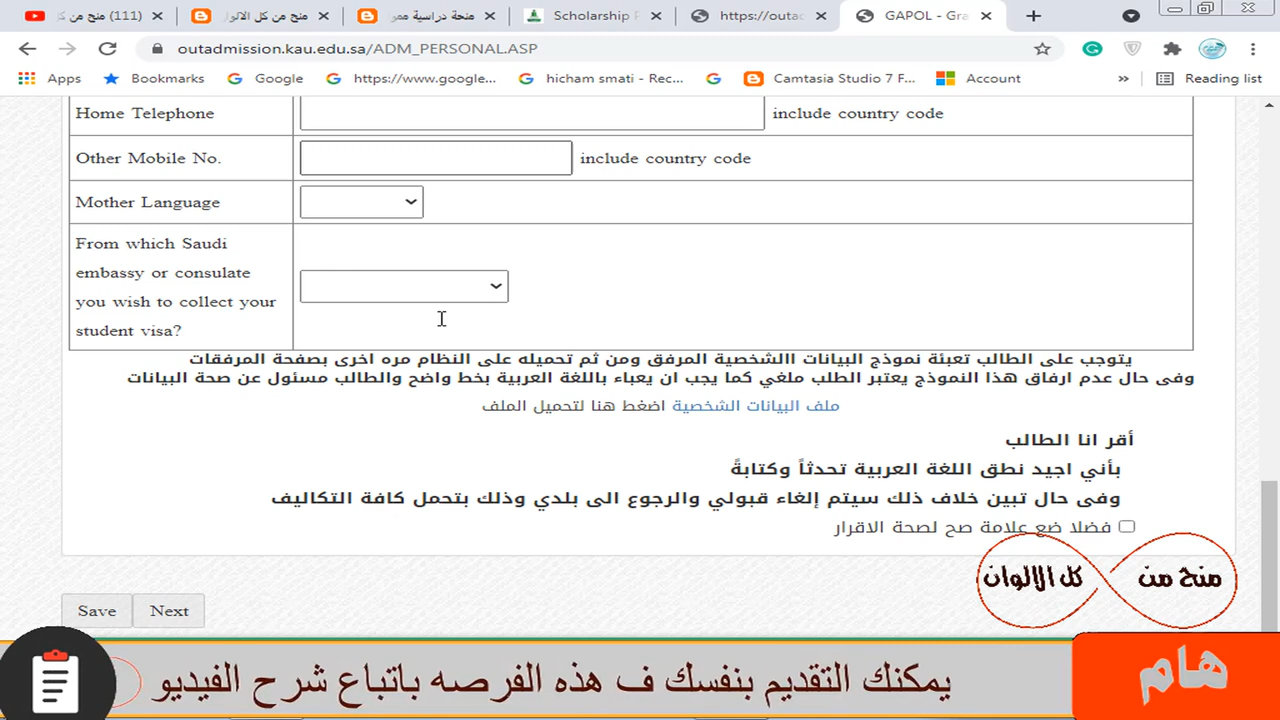 (111) منح من كل
منح من كل الالوان
منحة دراسية ممو
Scholarship F
https://outa
GAPOL - Gra
outadmission.kau.edu.sa/ADM_PERSONAL.ASP
Apps
Bookmarks
Google
https://www.google...
hicham smati - Rec...
Camtasia Studio 7 F...
Account
»
Reading list
Home Telephone
include country code
Other Mobile No.
include country code
Mother Language
From which Saudi
embassy or consulate
you wish to collect your
student visa?
يتوجب على الطالب تعبئة نموذج البيانات االشخصية المرفق ومن ثم تحميله على النظام مره اخرى بصفحة المرفقات
وفى حال عدم ارفاق هذا النموذج يعتبر الطلب ملغي كما يجب ان يعباء باللغة العربية بخط واضح والطالب مسئول عن صحة البيانات
ملف البيانات الشخصية اضغط هنا لتحميل الملف
أقر انا الطالب
بأني اجيد نطق اللغة العربية تحدثاً وكتابةً
وفى حال تبين خلاف ذلك سيتم إلغاء قبولي والرجوع الى بلدي وذلك بتحمل كافة التكاليف
فضلا ضع علامة صح لصحة الاقرار
منح من كل الالوان
Save
Next
هام
يمكنك التقديم بنفسك ف هذه الفرصه باتباع شرح الفيديو